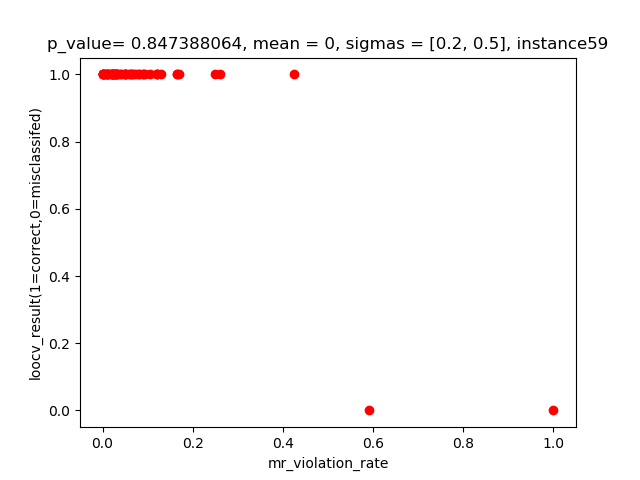 p_value= 0.847388064, mean = 0, sigmas = [0.2, 0.5], instance59
1.0
0.8
0.6
0.4
0.2
0.0
loocv_result(1=correct,0=misclassifed)
0.0 0.2 0.4 0.6 0.8 1.0
mr_violation_rate